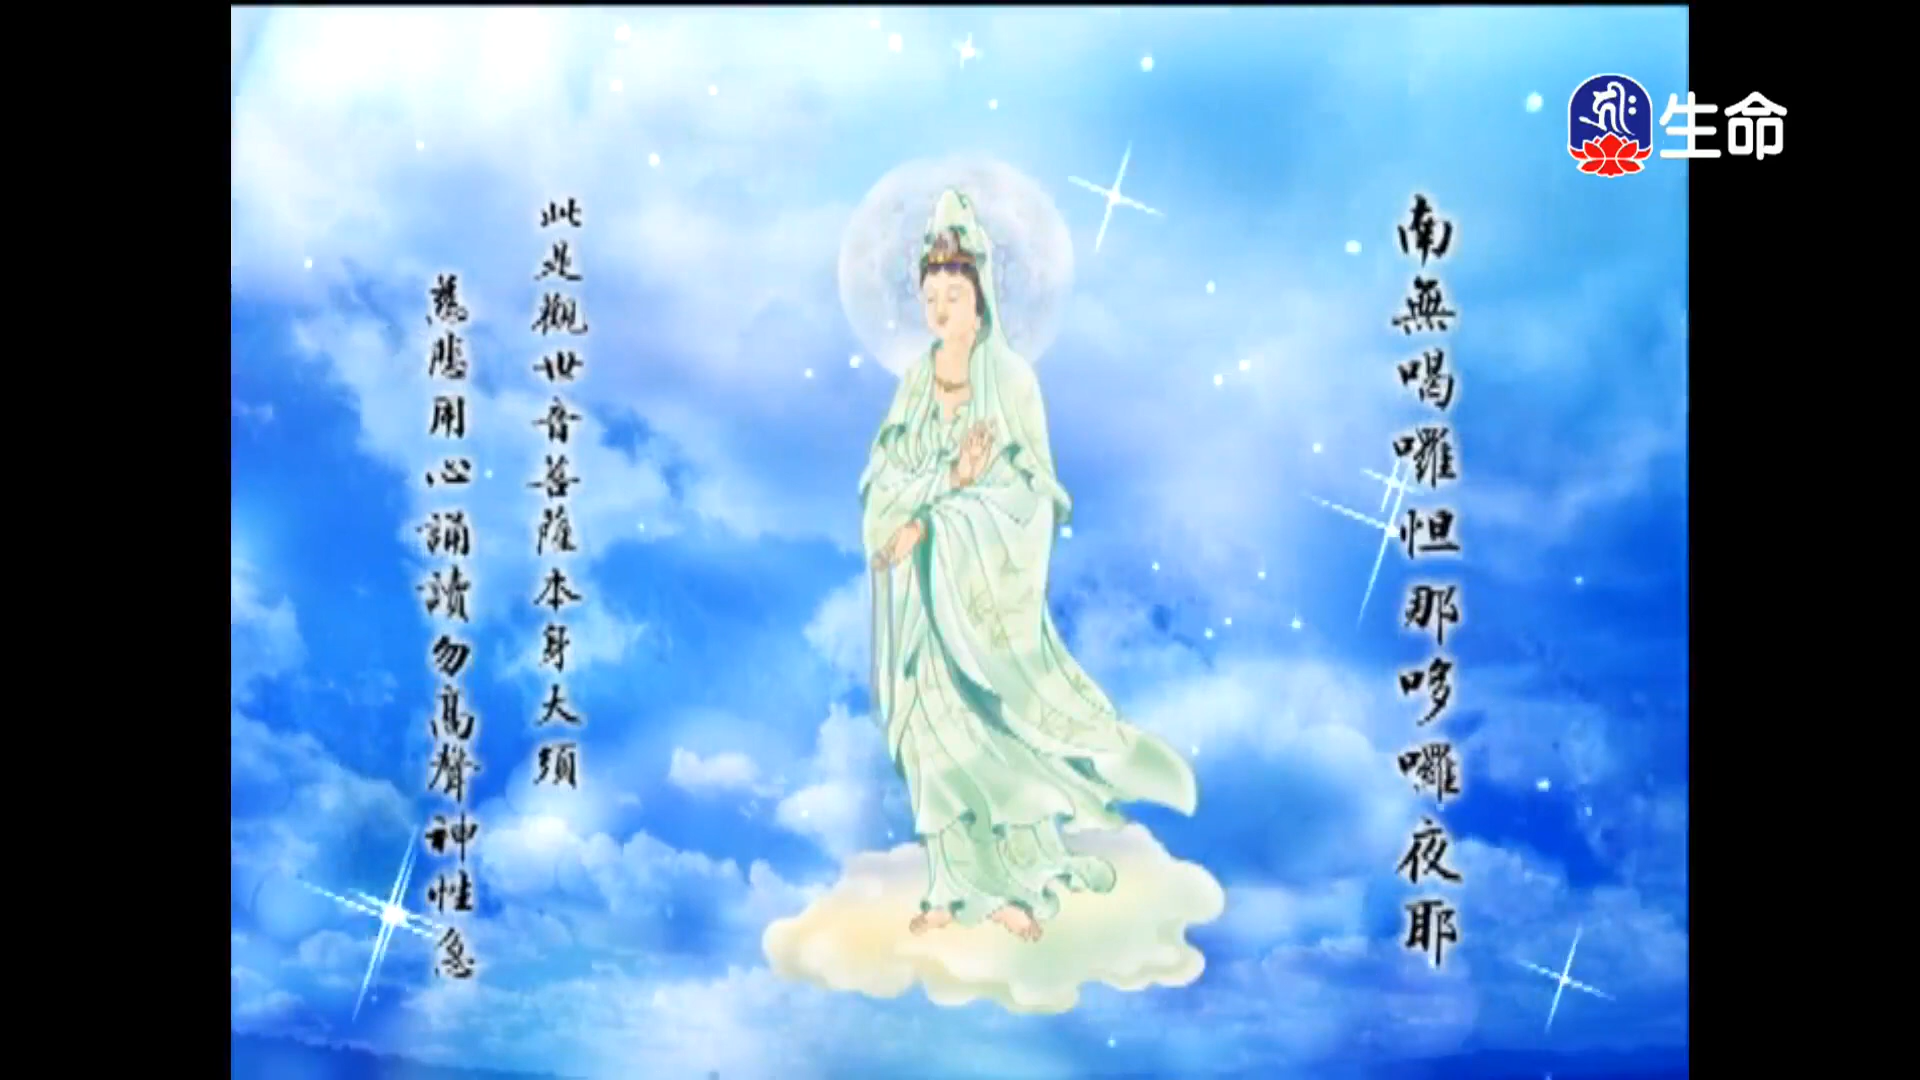 南無喝囉怛那哆囉夜耶
此是觀世音菩薩本身大須
慈悲用心誦讀勿高聲神性急
生命